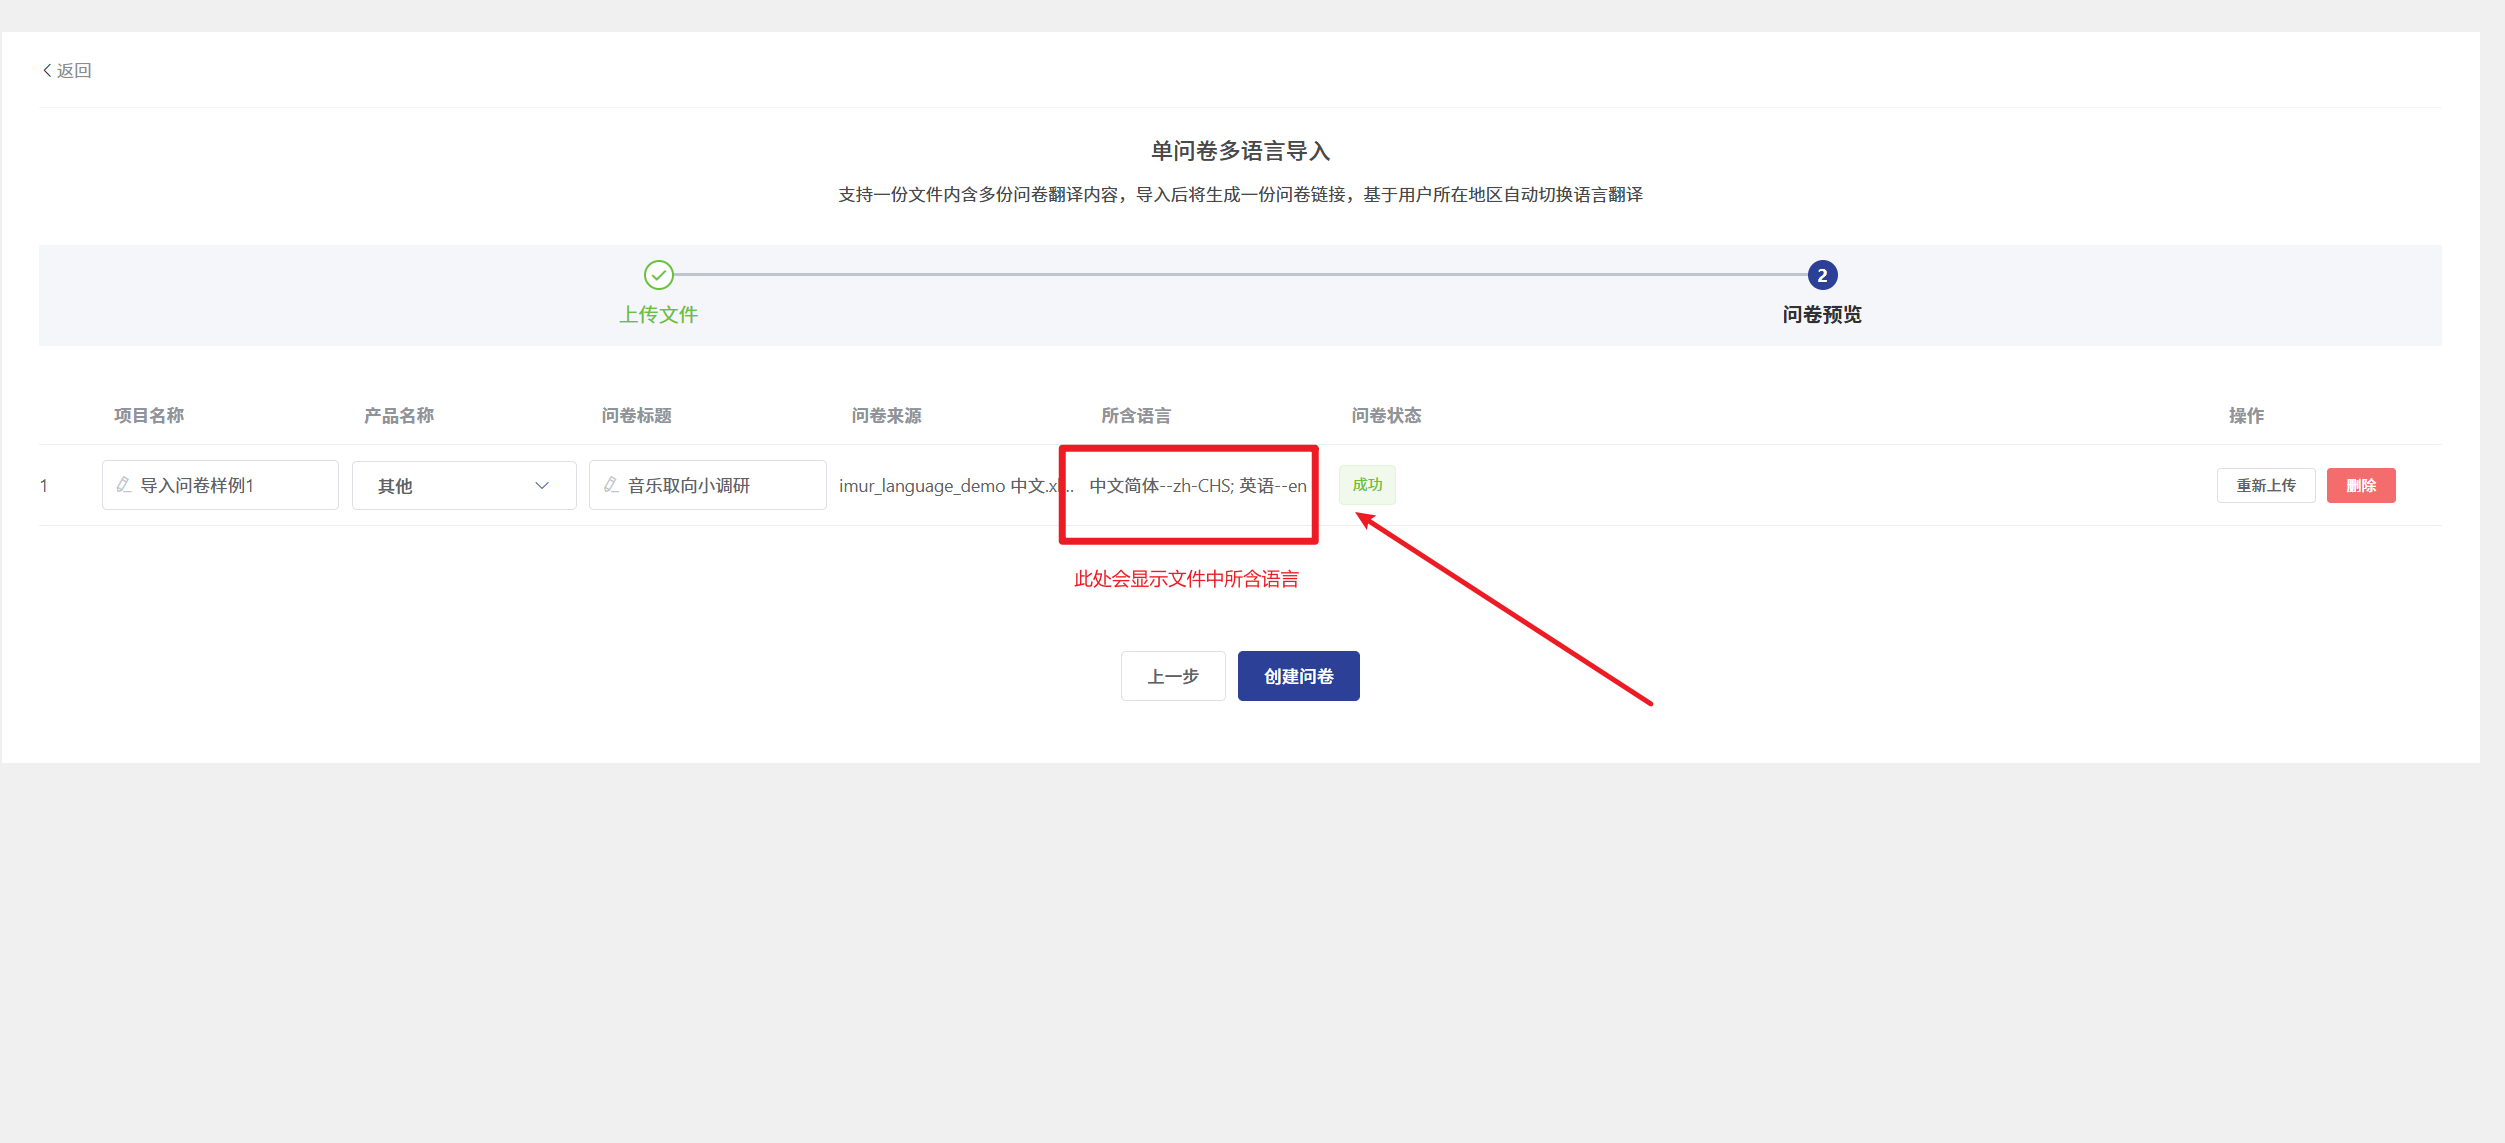 返回
单问卷多语言导入
支持一份文件内含多份问卷翻译内容，导入后将生成一份问卷链接，基于用户所在地区自动切换语言翻译
2
上传文件 问卷预览
项目名称 产品名称 问卷标题 问卷来源 所含语言 问卷状态 操作
1 导入问卷样例1 其他 音乐取向小调研 imur_language_demo 中文.xl... 中文简体--zh-CHS; 英语--en 成功 重新上传 删除
此处会显示文件中所含语言
上一步 创建问卷